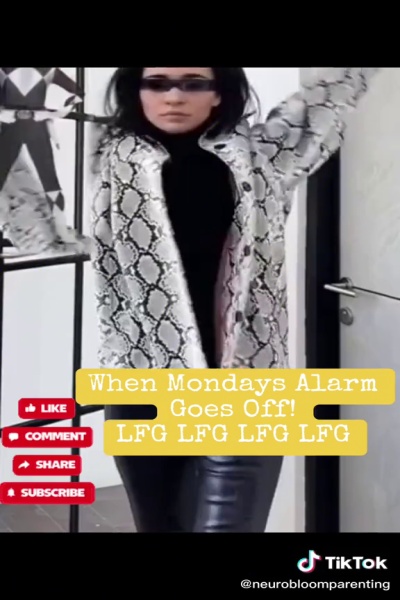 When Mondays Alarm
Goes Off!
LFG LFG LFG LFG
LIKE
COMMENT
SHARE
SUBSCRIBE
TikTok
@neurobloomparenting